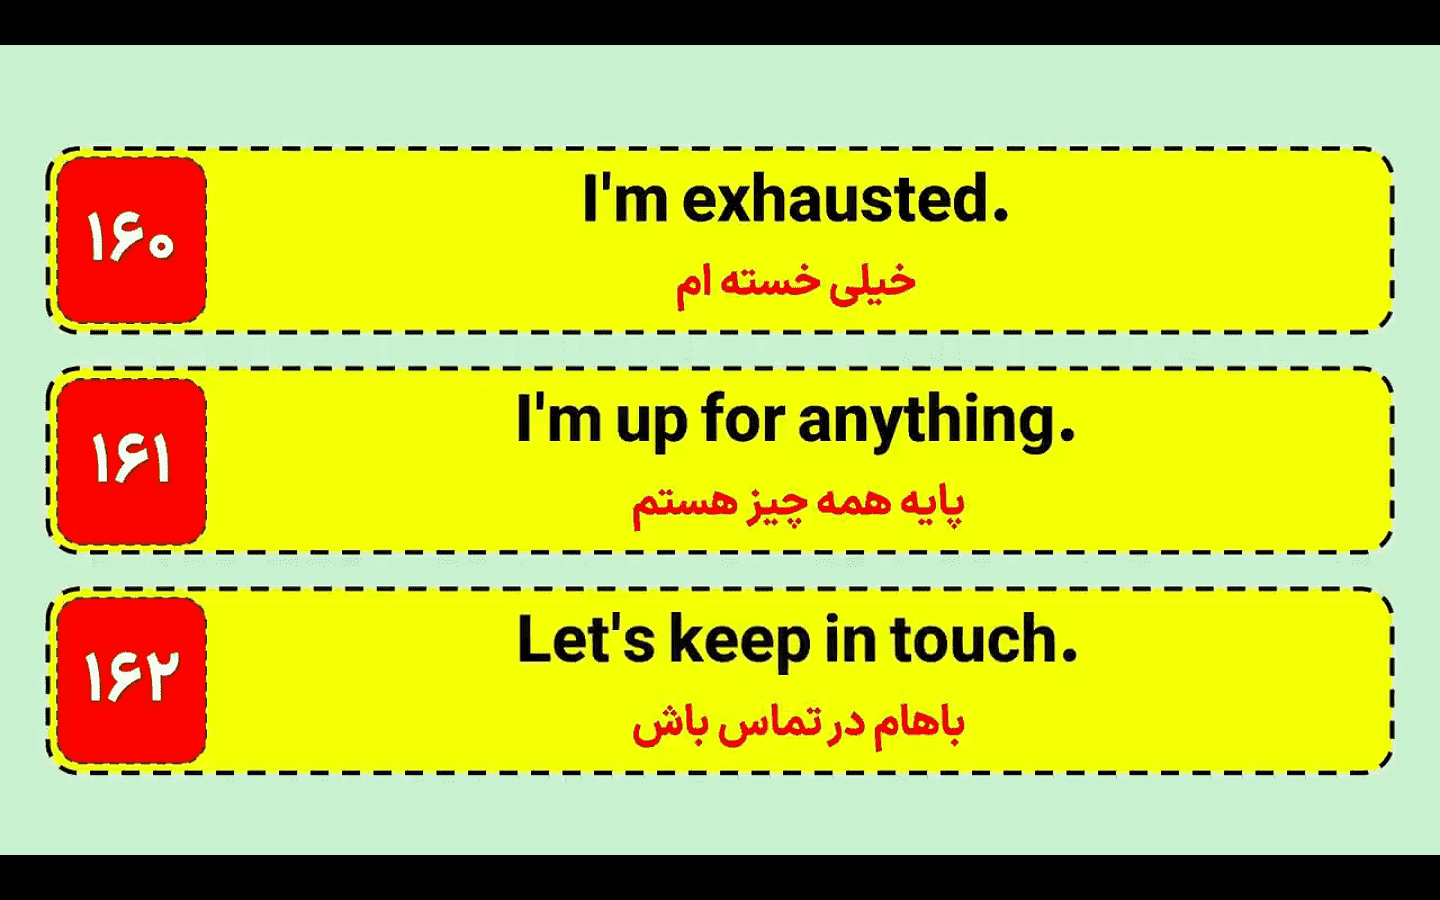 ۱۶۰
I'm exhausted.
خیلی خسته ام
۱۶۱
I'm up for anything.
پایه همه چیز هستم
۱۶۲
Let's keep in touch.
باهام در تماس باش